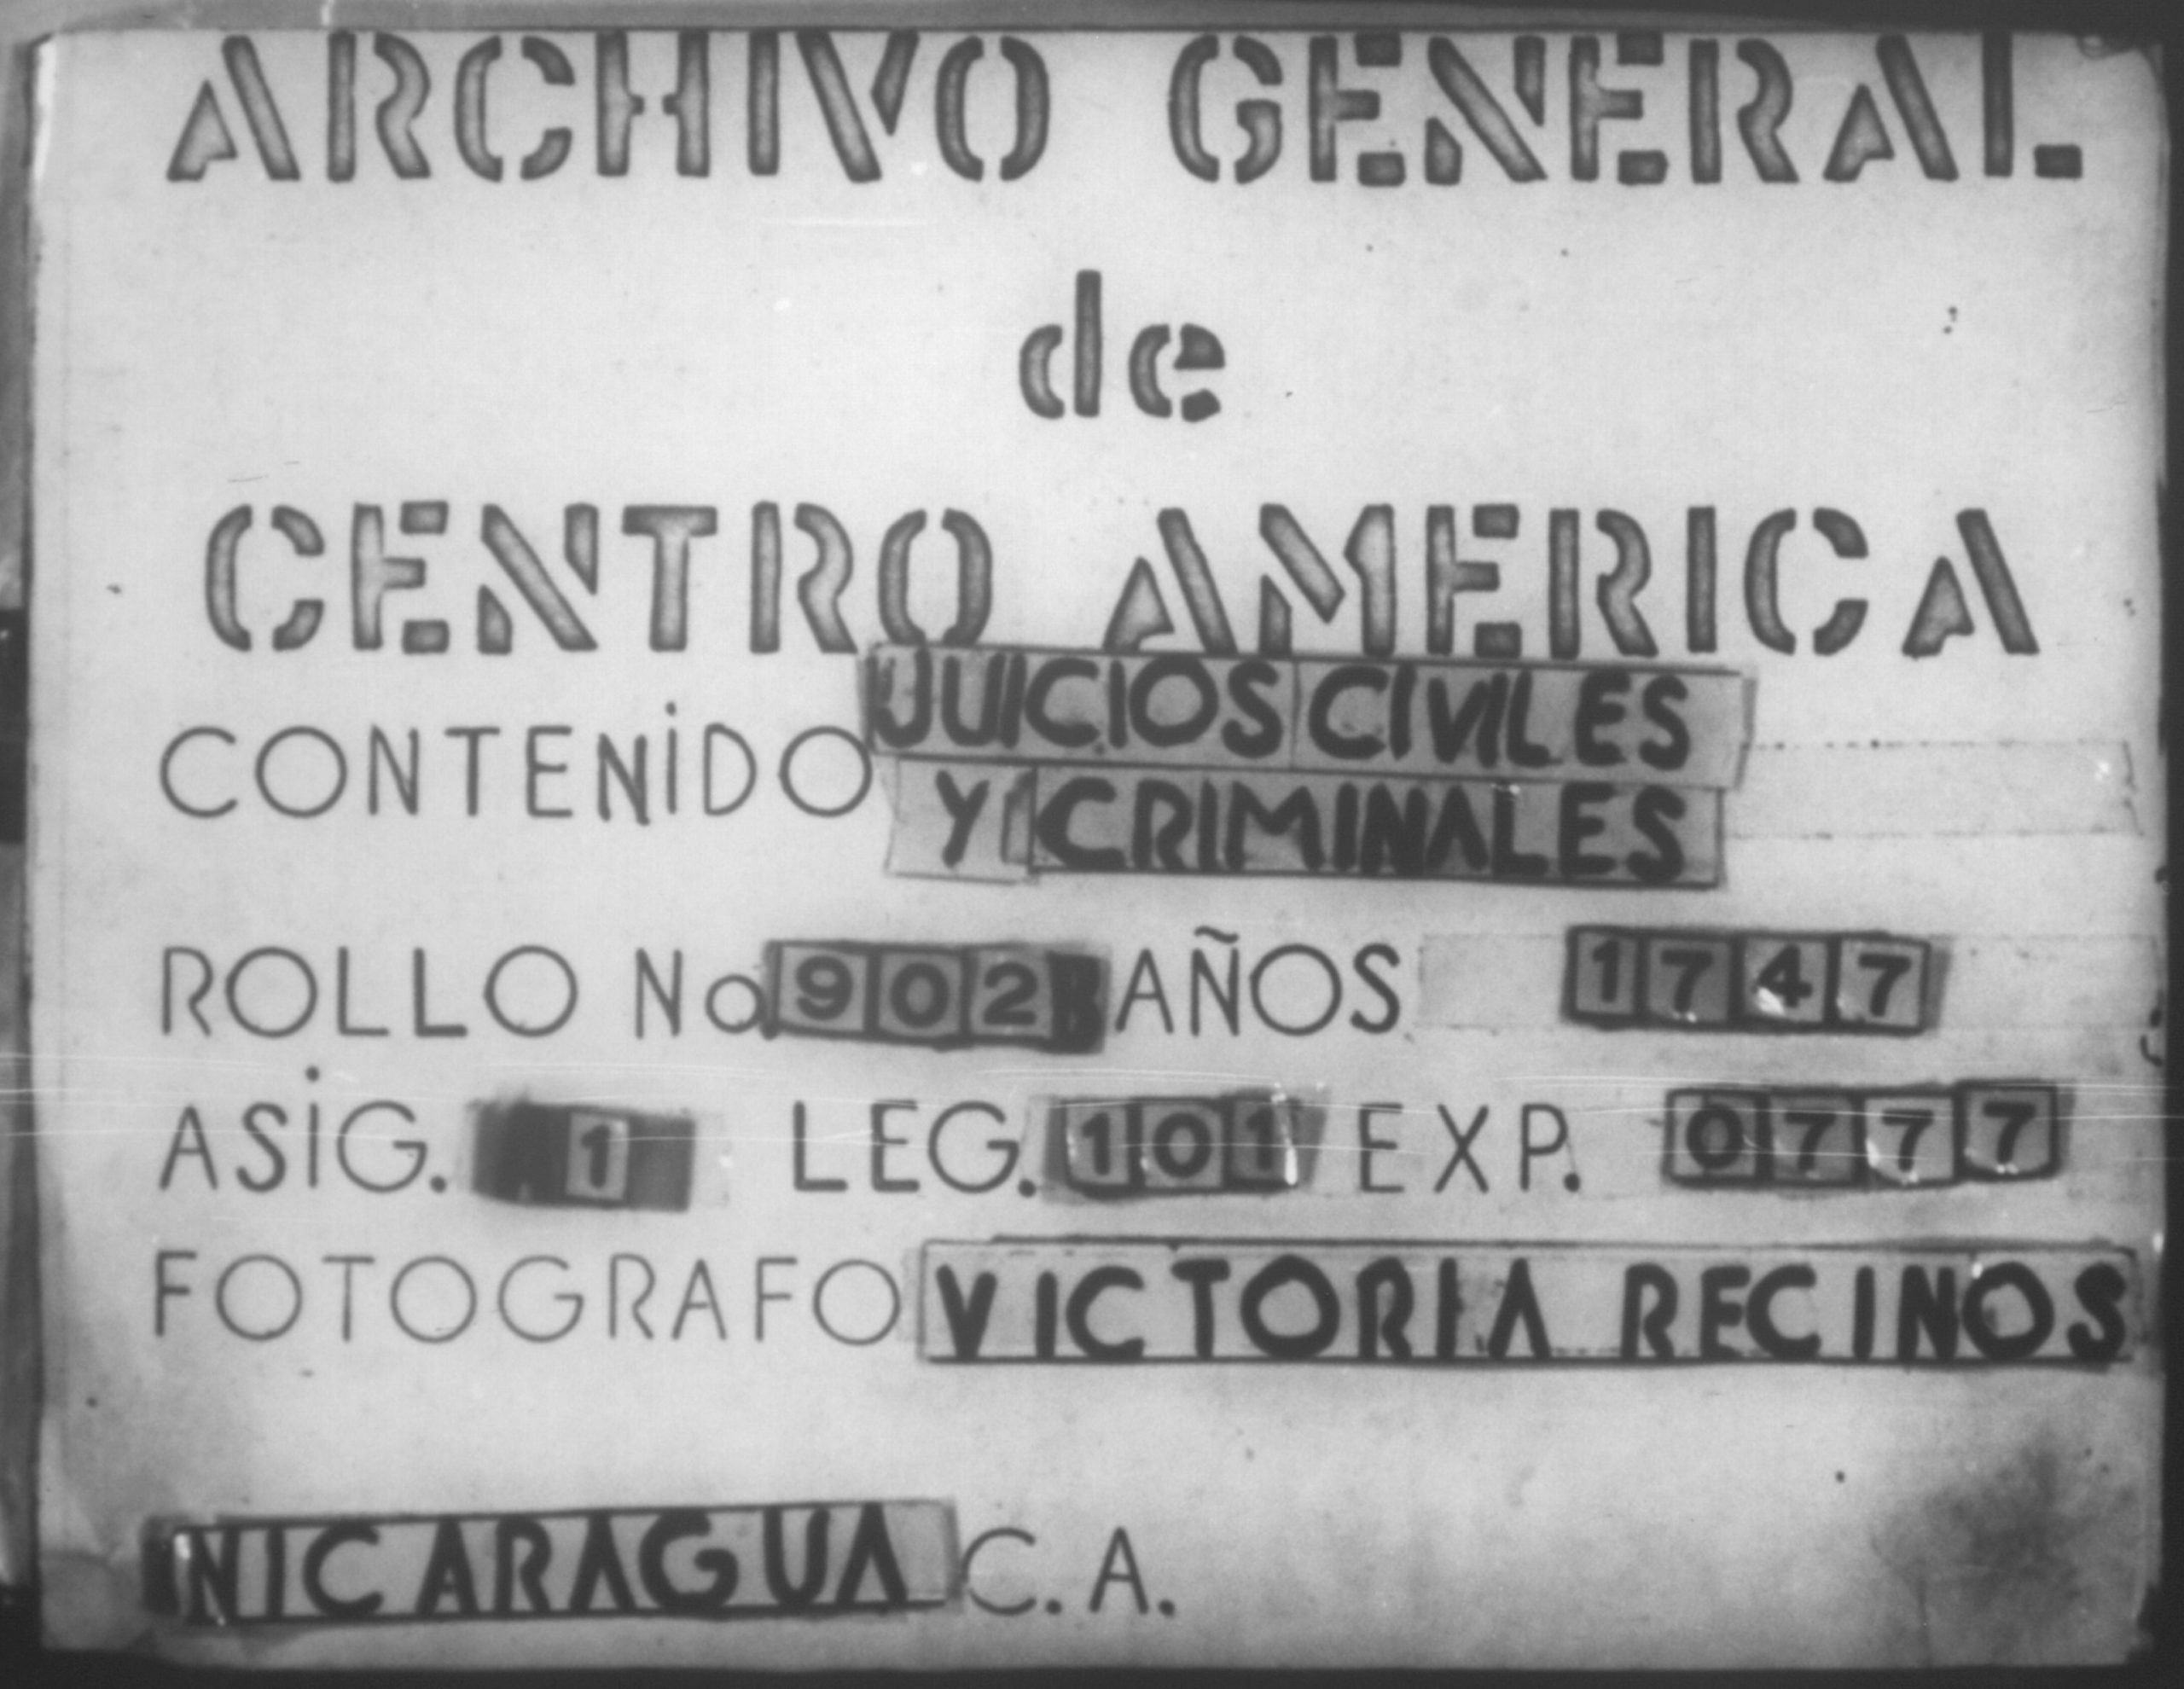 ARCHIVO GENERAL
de
CENTRO AMERICA
CONTENIDO JUICIOS CIVILES
Y CRIMINALES
ROLLO No 902 AÑOS 1747
ASIG. 1 LEG. 101 EXP. 0777
FOTOGRAFO VICTORIA RECINOS
NICARAGUA C.A.